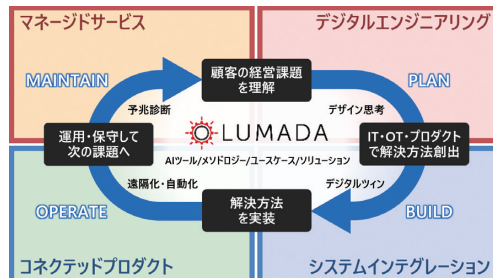 マネージドサービス
デジタルエンジニアリング
MAINTAIN
顧客の経営課題
を理解
PLAN
予兆診断
デザイン思考
運用・保守して
次の課題へ
LUMADA
IT・OT・プロダクト
で解決方法創出
AIツール/メソドロジー/ユースケース/ソリューション
遠隔化・自動化
デジタルツイン
OPERATE
解決方法
を実装
BUILD
コネクテッドプロダクト
システムインテグレーション